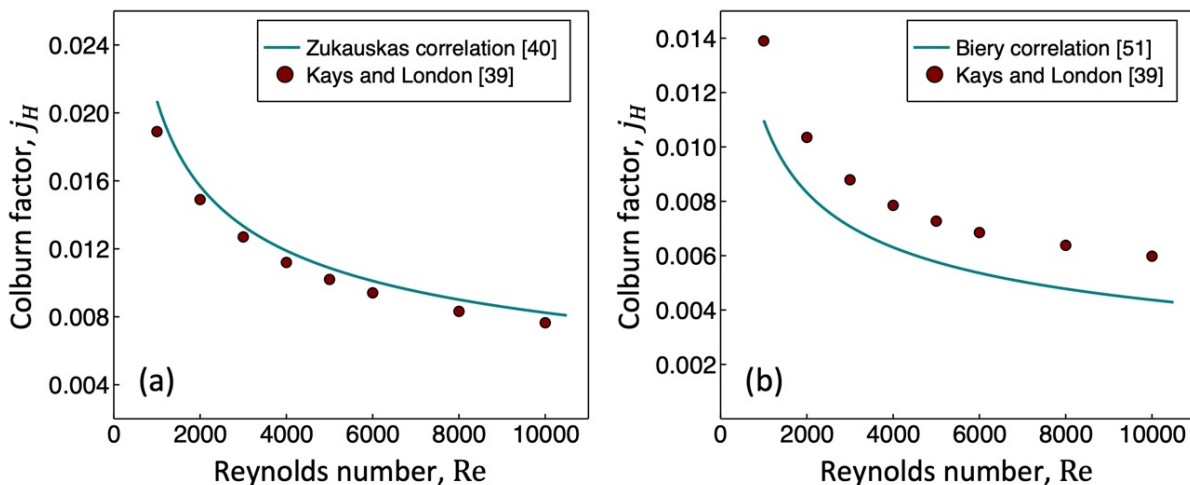 0.024
0.020
0.016
0.012
0.008
0.004
Colburn factor, j_H
Zukauskas correlation [40]
Kays and London [39]
(a)
0 2000 4000 6000 8000 10000
Reynolds number, Re
0.014
0.012
0.010
0.008
0.006
0.004
0.002
Colburn factor, j_H
Biery correlation [51]
Kays and London [39]
(b)
0 2000 4000 6000 8000 10000
Reynolds number, Re